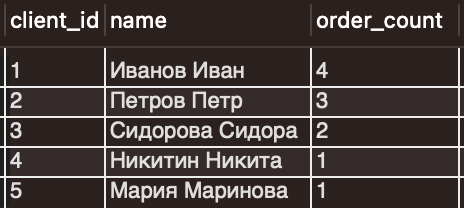 client_id name order_count
1 Иванов Иван 4
2 Петров Петр 3
3 Сидорова Сидора 2
4 Никитин Никита 1
5 Мария Маринова 1